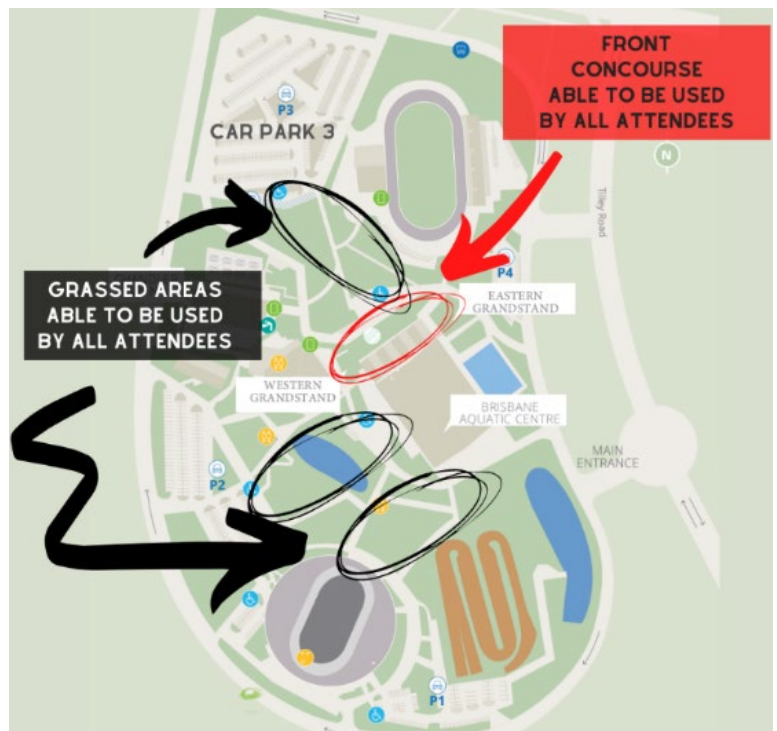 FRONT
CONCOURSE
ABLE TO BE USED
BY ALL ATTENDEES
P3
CAR PARK 3
N
Tilley Road
P4
GRASSED AREAS
ABLE TO BE USED
BY ALL ATTENDEES
EASTERN
GRANDSTAND
WESTERN
GRANDSTAND
BRISBANE
AQUATIC CENTRE
MAIN
ENTRANCE
P2
P1